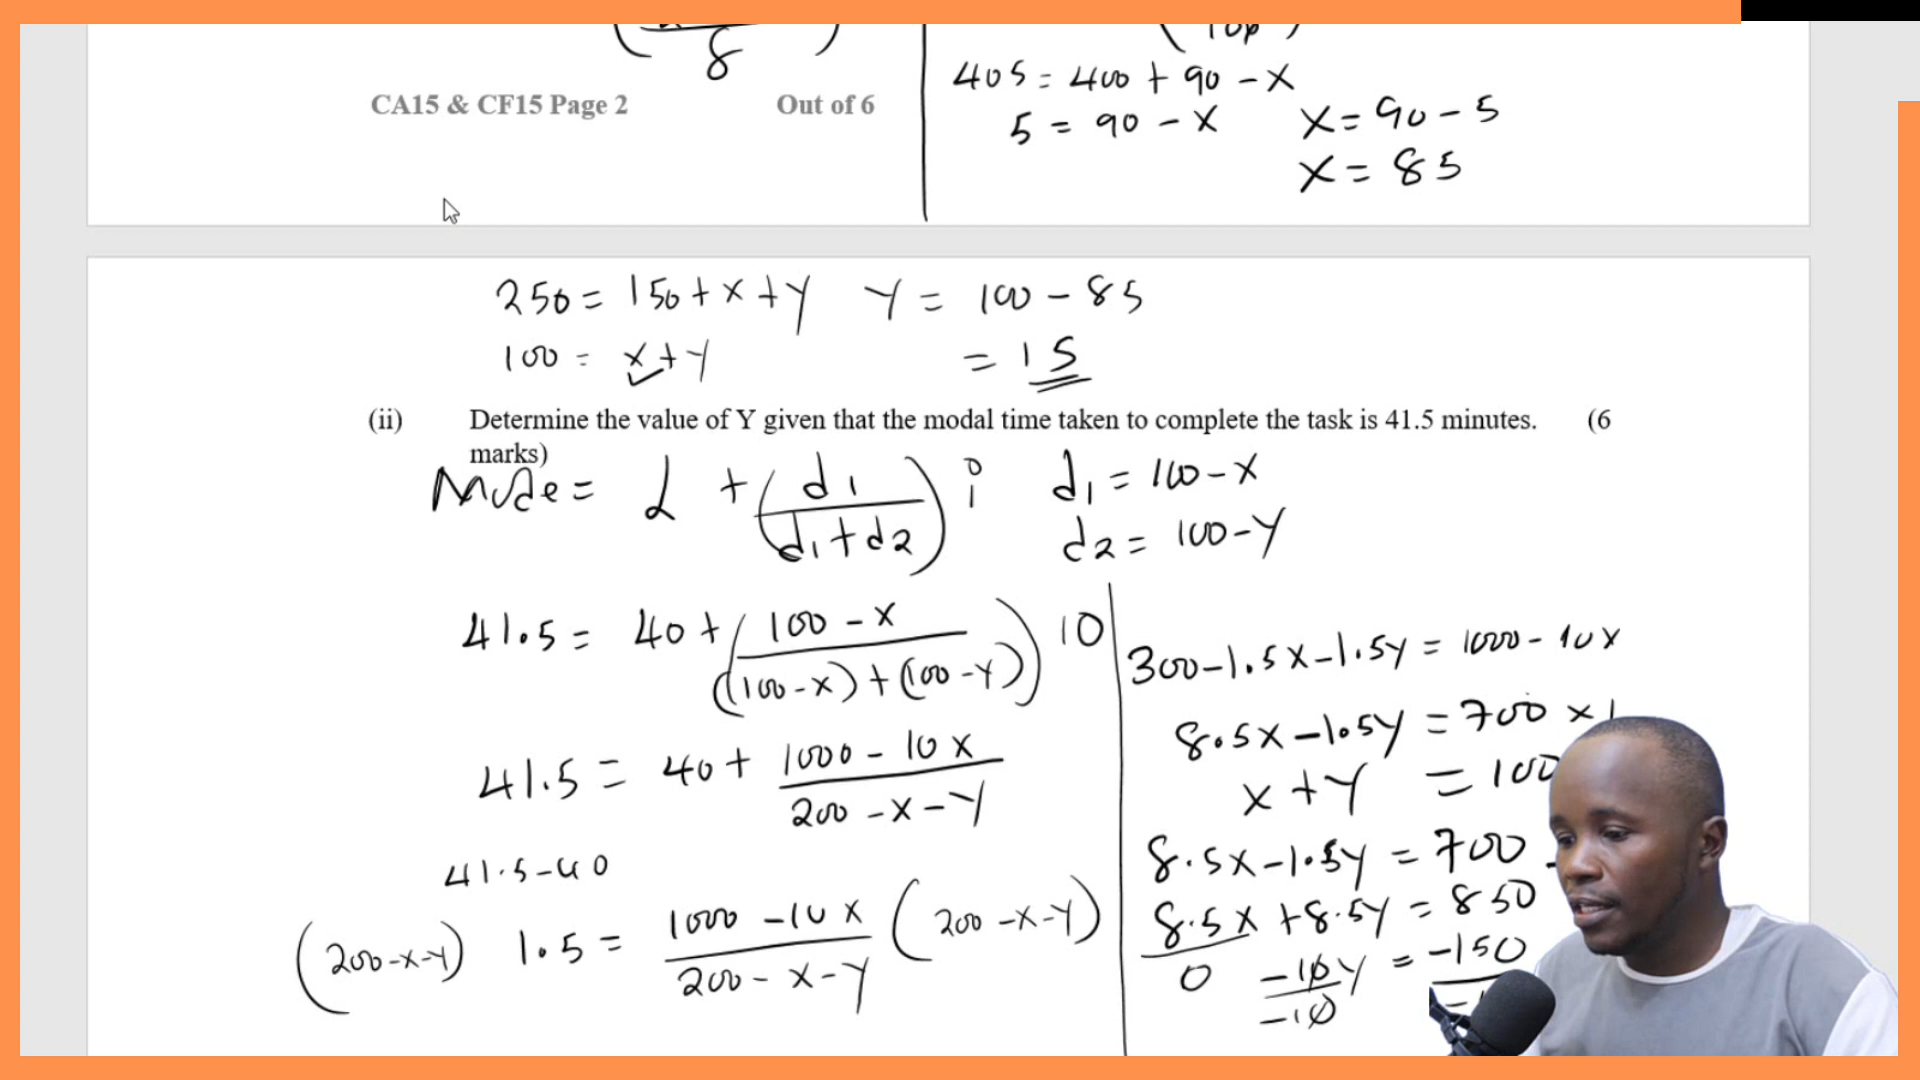 8
CA15 & CF15 Page 2 Out of 6
405 = 400 + 90 - X
5 = 90 - X
X = 90 - 5
X = 85
250 = 150 + X + Y
100 = X + Y
Y = 100 - 85
= 15
(ii) Determine the value of Y given that the modal time taken to complete the task is 41.5 minutes. (6
marks)
Mode = L + (d1 / d1 + d2) i
d1 = 100 - X
d2 = 100 - Y
41.5 = 40 + (100 - X / (100 - X) + (100 - Y)) 10
41.5 = 40 + 1000 - 10X / 200 - X - Y
41.5 - 40
(200 - X - Y) 1.5 = 1000 - 10X / 200 - X - Y (200 - X - Y)
300 - 1.5X - 1.5Y = 1000 - 10X
8.5X - 1.5Y = 700 x
X + Y = 100
8.5X - 1.5Y = 700
8.5X + 8.5Y = 850
0 -10Y = -150
-10